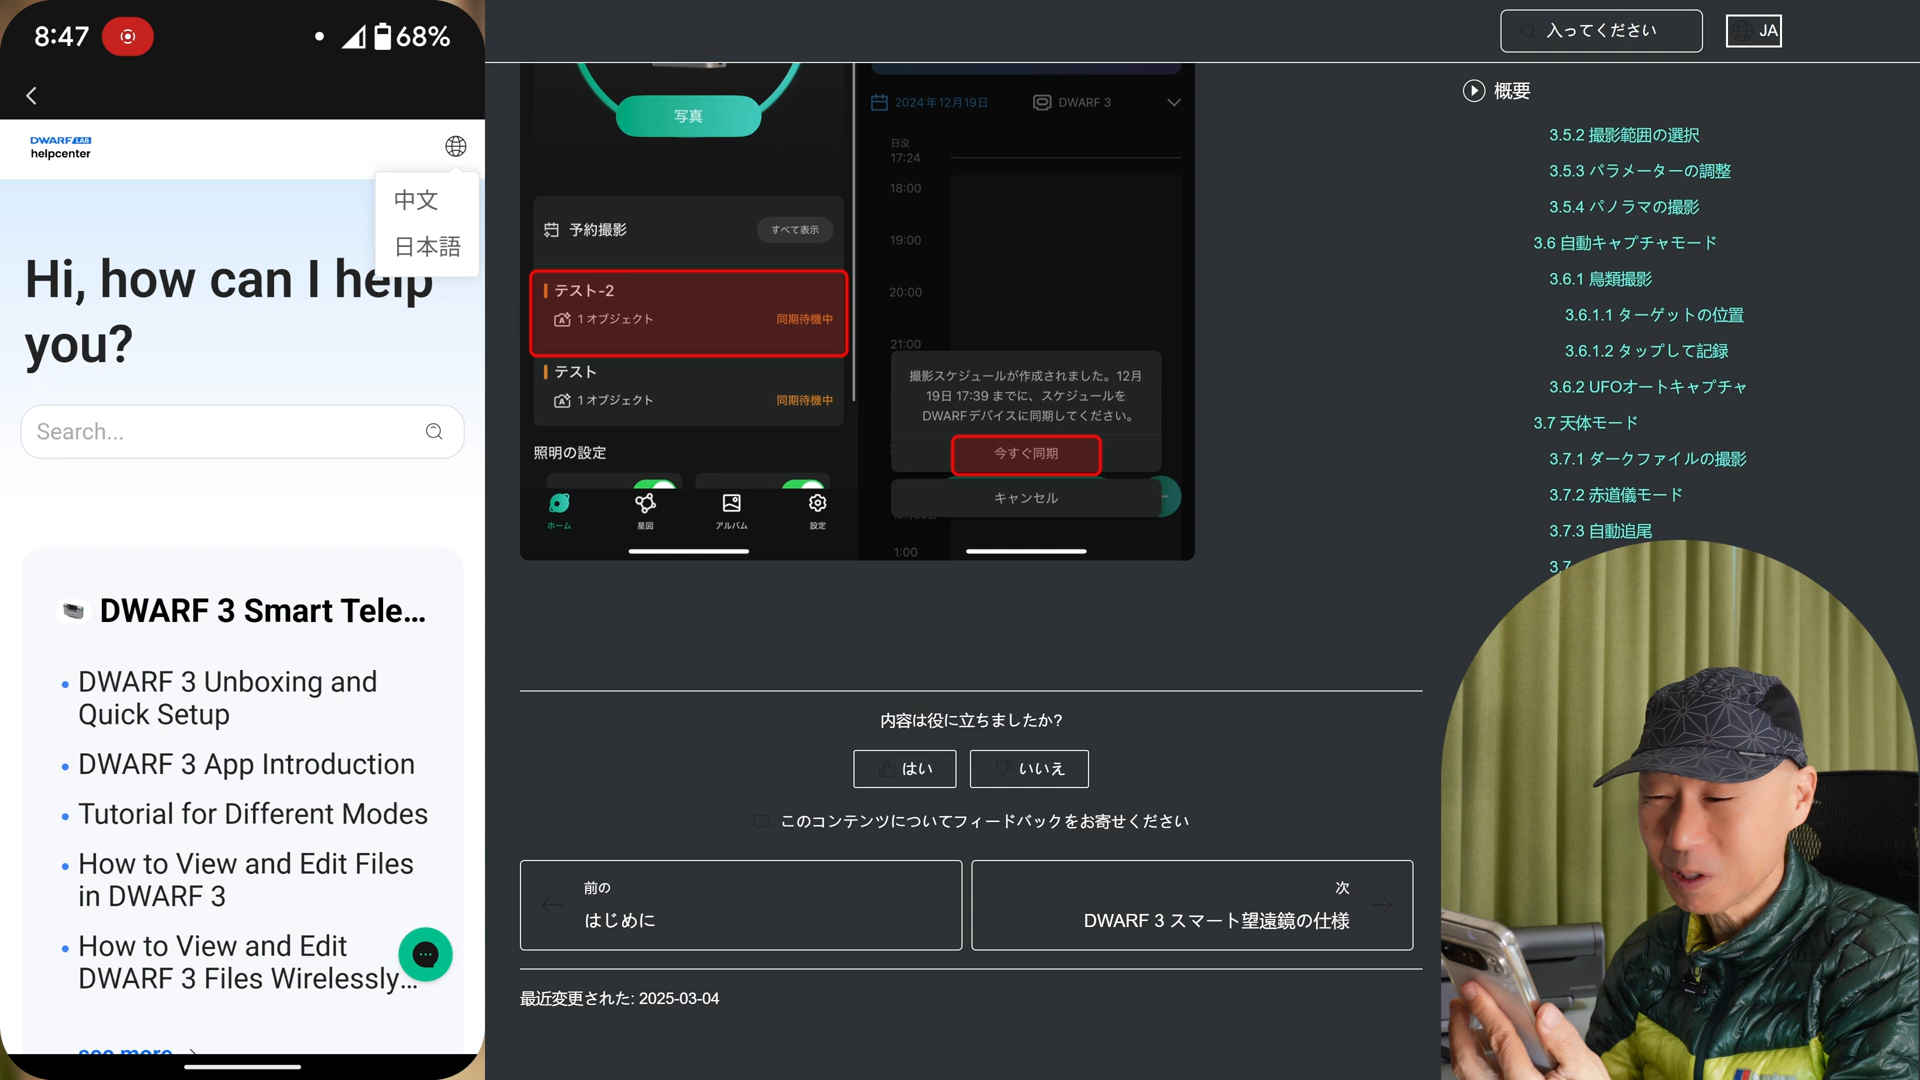 8:47
68%
DWARFLAB
helpcenter
中文
日本語
Hi, how can I help
you?
Search...
DWARF 3 Smart Tele...
DWARF 3 Unboxing and
Quick Setup
DWARF 3 App Introduction
Tutorial for Different Modes
How to View and Edit Files
in DWARF 3
How to View and Edit
DWARF 3 Files Wirelessly...
see more
写真
予約撮影
すべて表示
テスト-2
1 オブジェクト
同期待機中
テスト
1 オブジェクト
同期待機中
照明の設定
ホーム
星図
アルバム
設定
2024年12月19日
DWARF 3
日没
17:24
18:00
19:00
20:00
21:00
撮影スケジュールが作成されました。12月
19日 17:39 までに、スケジュールを
DWARFデバイスに同期してください。
今すぐ同期
キャンセル
1:00
内容は役に立ちましたか?
はい
いいえ
このコンテンツについてフィードバックをお寄せください
前の
はじめに
次
DWARF 3 スマート望遠鏡の仕様
最近変更された: 2025-03-04
入ってください
JA
概要
3.5.2 撮影範囲の選択
3.5.3 パラメーターの調整
3.5.4 パノラマの撮影
3.6 自動キャプチャモード
3.6.1 鳥類撮影
3.6.1.1 ターゲットの位置
3.6.1.2 タップして記録
3.6.2 UFOオートキャプチャ
3.7 天体モード
3.7.1 ダークファイルの撮影
3.7.2 赤道儀モード
3.7.3 自動追尾